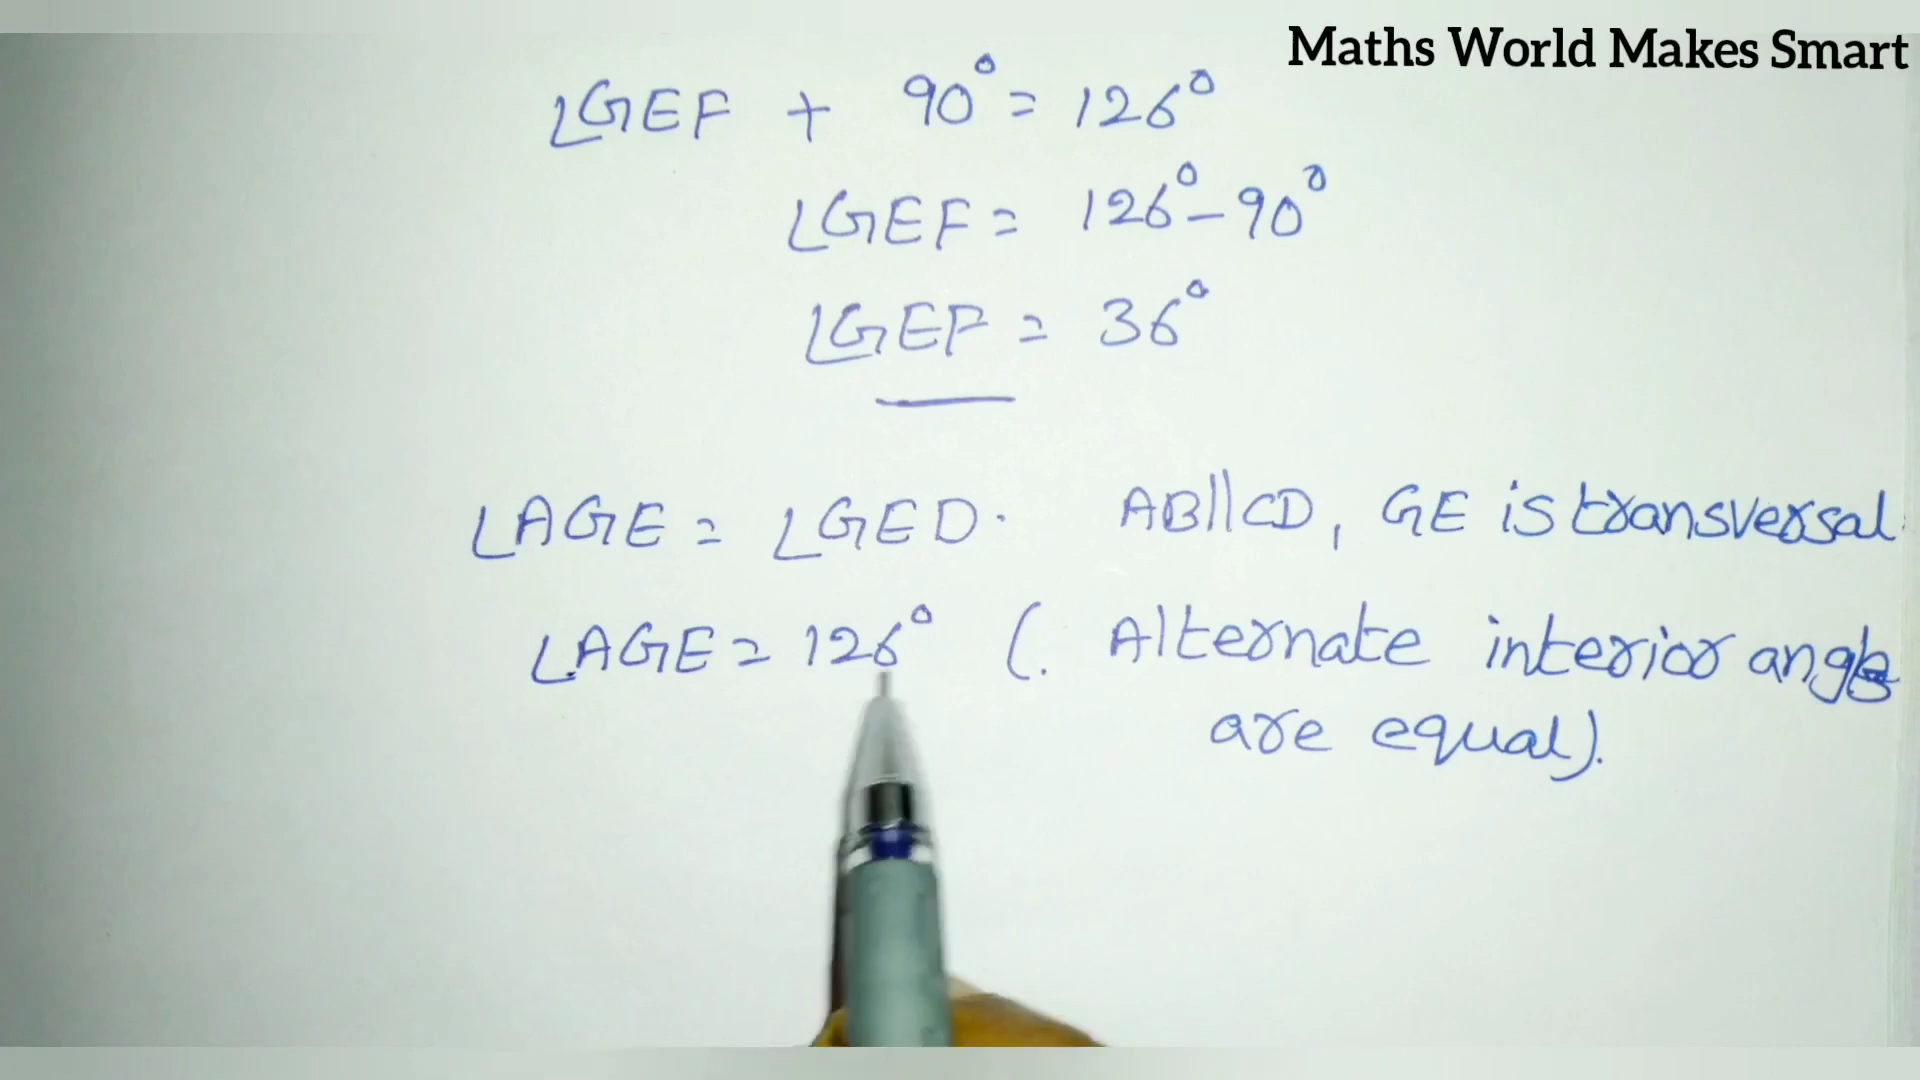 Maths World Makes Smart
∠GEF + 90° = 126°
∠GEF = 126° - 90°
∠GEF = 36°
∠AGE = ∠GED. AB||CD, GE is transversal.
∠AGE = 126° (. Alternate interior angles
are equal).